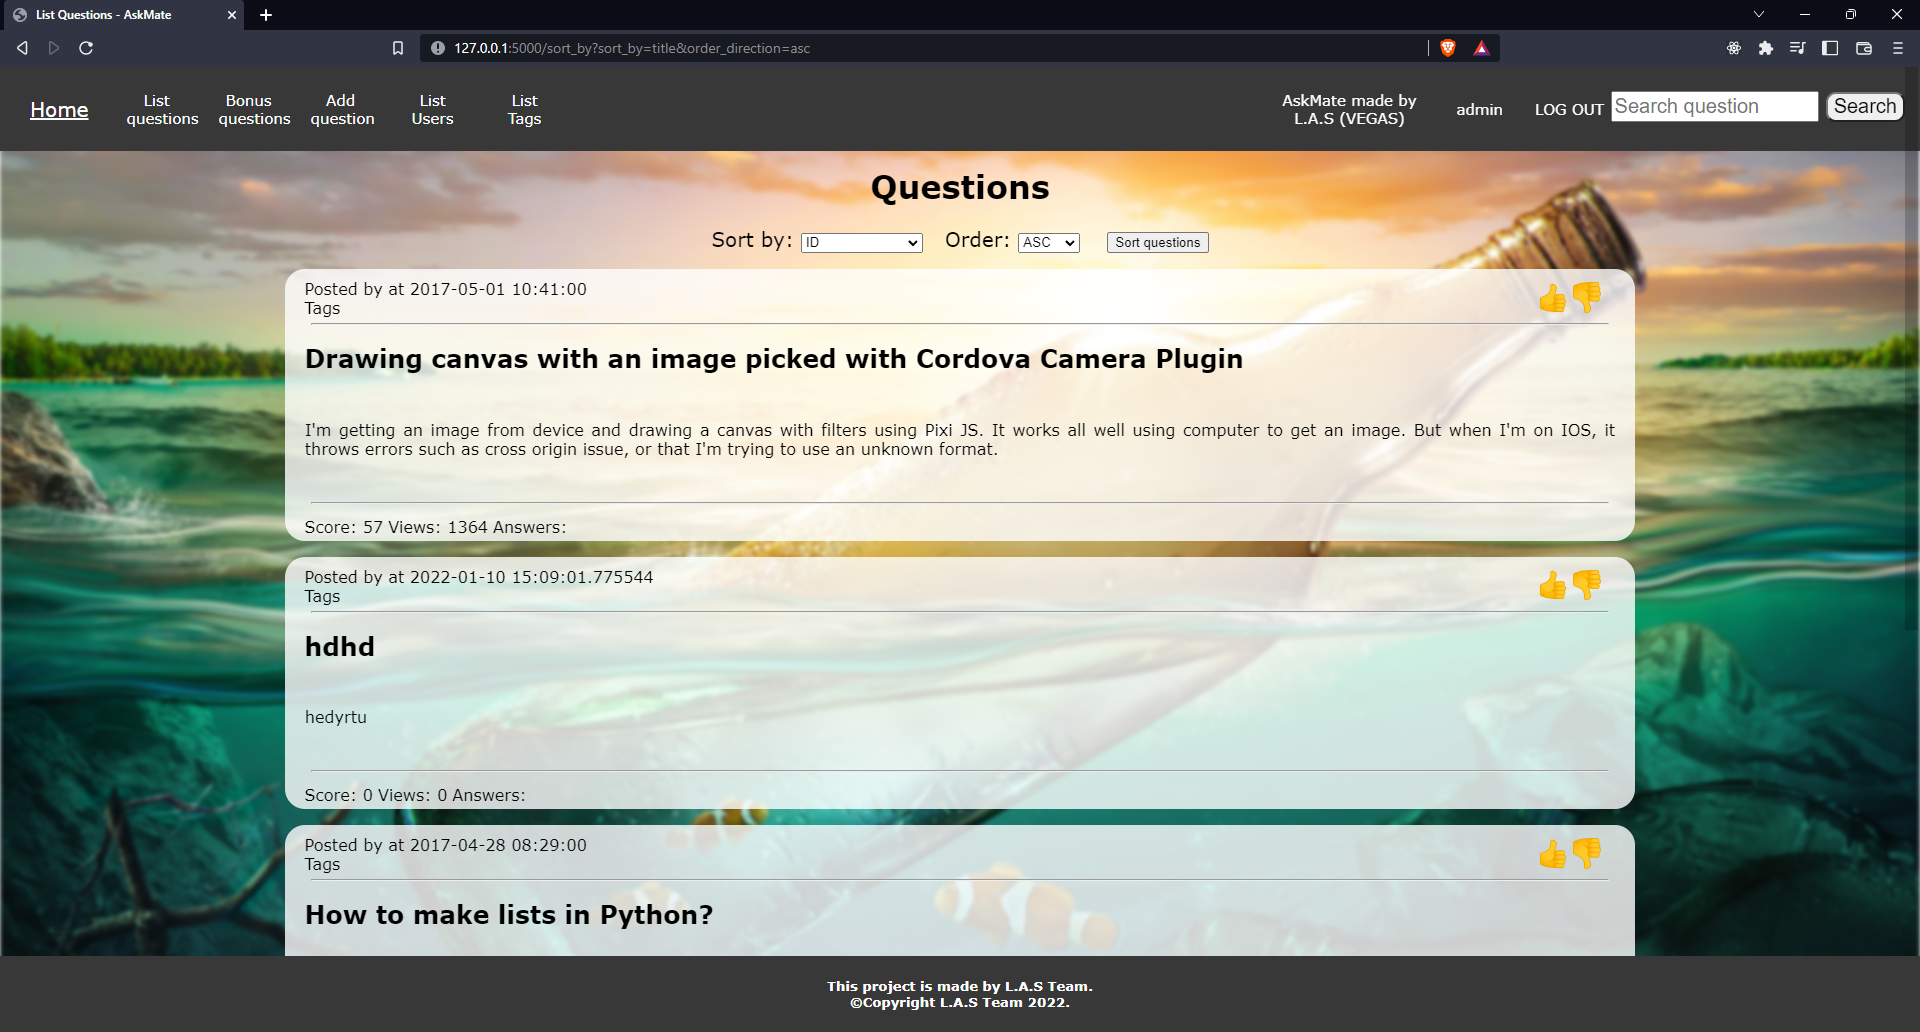 List Questions - AskMate
127.0.0.1:5000/sort_by?sort_by=title&order_direction=asc
Home
List
questions
Bonus
questions
Add
question
List
Users
List
Tags
AskMate made by
L.A.S (VEGAS)
admin
LOG OUT
Search question
Search
Questions
Sort by: ID Order: ASC Sort questions
Posted by at 2017-05-01 10:41:00
Tags
Drawing canvas with an image picked with Cordova Camera Plugin
I'm getting an image from device and drawing a canvas with filters using Pixi JS. It works all well using computer to get an image. But when I'm on IOS, it
throws errors such as cross origin issue, or that I'm trying to use an unknown format.
Score: 57 Views: 1364 Answers:
Posted by at 2022-01-10 15:09:01.775544
Tags
hdhd
hedyrtu
Score: 0 Views: 0 Answers:
Posted by at 2017-04-28 08:29:00
Tags
How to make lists in Python?
This project is made by L.A.S Team.
©Copyright L.A.S Team 2022.